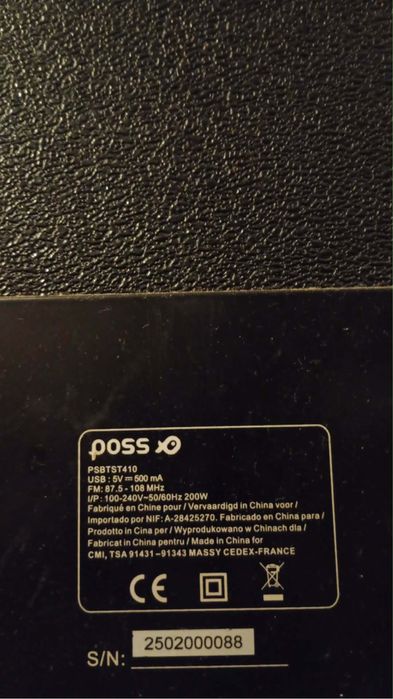 poss
PSBTST410
USB : 5V⎓500 mA
FM: 87.5 - 108 MHz
I/P: 100-240V~50/60Hz 200W
Fabriqué en Chine pour / Vervaardigd in China voor /
Importado por NIF: A-28425270. Fabricado en China para /
Prodotto in Cina per / Wyprodukowano w Chinach dla /
Fabricat in China pentru / Made in China for
CMI, TSA 91431 – 91343 MASSY CEDEX-FRANCE
CE
S/N: 2502000088